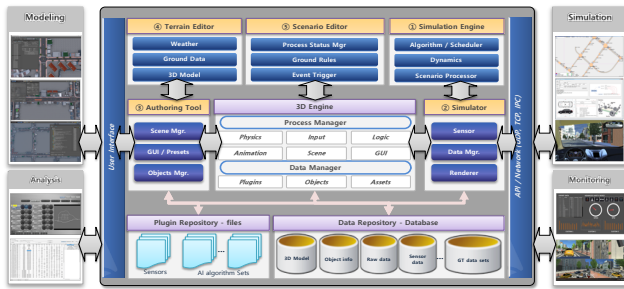 Modeling
Analysis
User Interface
④ Terrain Editor
Weather
Ground Data
3D Model
⑤ Scenario Editor
Process Status Mgr
Ground Rules
Event Trigger
① Simulation Engine
Algorithm / Scheduler
Dynamics
Scenario Processor
③ Authoring Tool
Scene Mgr.
GUI / Presets
Objects Mgr.
3D Engine
Process Manager
Physics Input Logic
Animation Scene GUI
Data Manager
Plugins Objects Assets
② Simulator
Sensor
Data Mgr.
Renderer
Plugin Repository - files
Sensors
...
AI algorithm Sets
Data Repository - Database
3D Model
Object info
Raw data
Sensor
data
...
GT data sets
API / Network (UDP, TCP, IPC)
Simulation
Monitoring